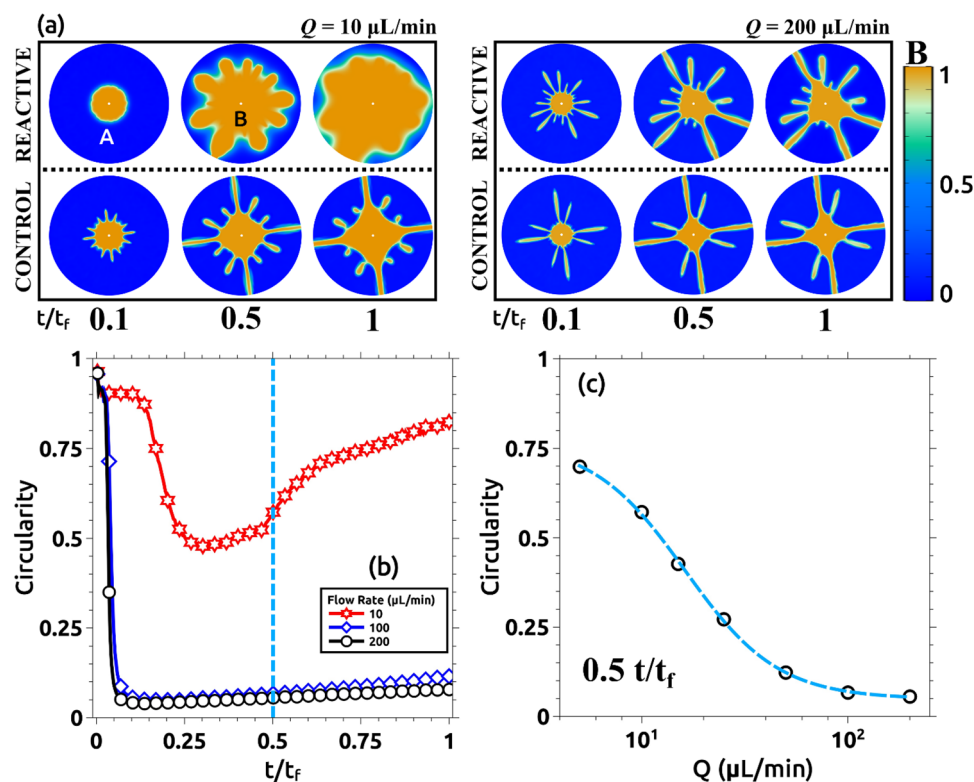 (a)
Q = 10 μL/min
Q = 200 μL/min
B
REACTIVE
A
B
REACTIVE
1
0.5
0
CONTROL
CONTROL
t/tf 0.1 0.5 1
t/tf 0.1 0.5 1
Circularity
1
0.75
0.5
0.25
0
(b)
Flow Rate (μL/min)
10
100
200
0 0.25 0.5 0.75 1
t/tf
Circularity
1
0.75
0.5
0.25
0
(c)
0.5 t/tf
10¹ 10²
Q (μL/min)